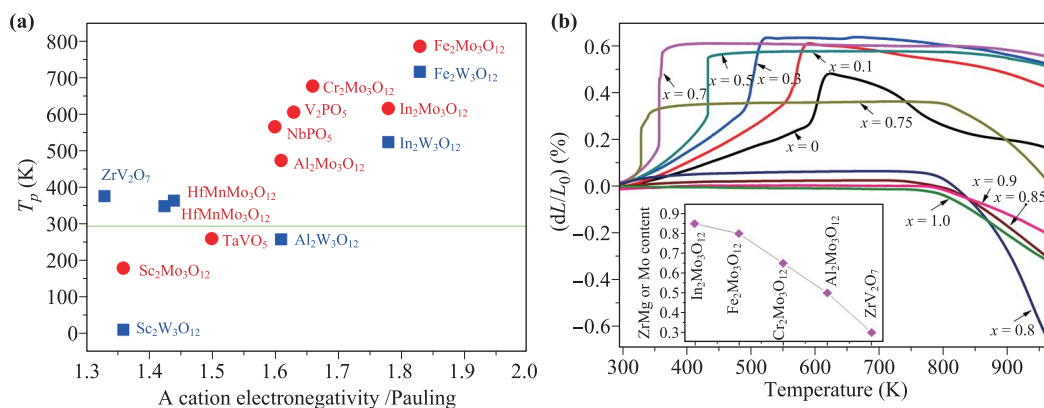 (a)
800
700
600
500
400
300
200
100
0
T_p (K)
Fe₂Mo₃O₁₂
Fe₂W₃O₁₂
Cr₂Mo₃O₁₂
V₂PO₅
In₂Mo₃O₁₂
NbPO₅
In₂W₃O₁₂
Al₂Mo₃O₁₂
ZrV₂O₇
HfMnMo₃O₁₂
HfMnMo₃O₁₂
TaVO₅
Al₂W₃O₁₂
Sc₂Mo₃O₁₂
Sc₂W₃O₁₂
1.3 1.4 1.5 1.6 1.7 1.8 1.9 2.0
A cation electronegativity /Pauling
(b)
0.6
0.4
0.2
0.0
−0.2
−0.4
−0.6
(dL/L₀) (%)
x = 0.7
x = 0.5
x = 0.3
x = 0.1
x = 0.75
x = 0
x = 0.9
x = 0.85
x = 1.0
x = 0.8
0.9
0.8
0.7
0.6
0.5
0.4
0.3
ZrMg or Mo content
In₂Mo₃O₁₂
Fe₂Mo₃O₁₂
Cr₂Mo₃O₁₂
Al₂Mo₃O₁₂
ZrV₂O₇
300 400 500 600 700 800 900
Temperature (K)